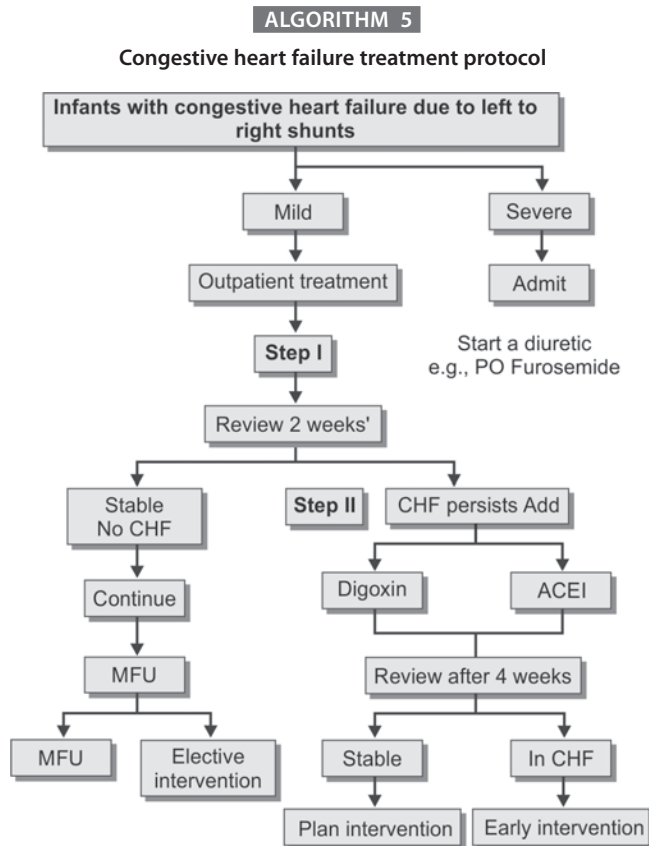 ALGORITHM 5
Congestive heart failure treatment protocol
Infants with congestive heart failure due to left to
right shunts
Mild
Severe
Outpatient treatment
Admit
Step I
Start a diuretic
e.g., PO Furosemide
Review 2 weeks'
Stable
No CHF
Step II
CHF persists Add
Continue
Digoxin
ACEI
MFU
Review after 4 weeks
MFU
Elective
intervention
Stable
In CHF
Plan intervention
Early intervention